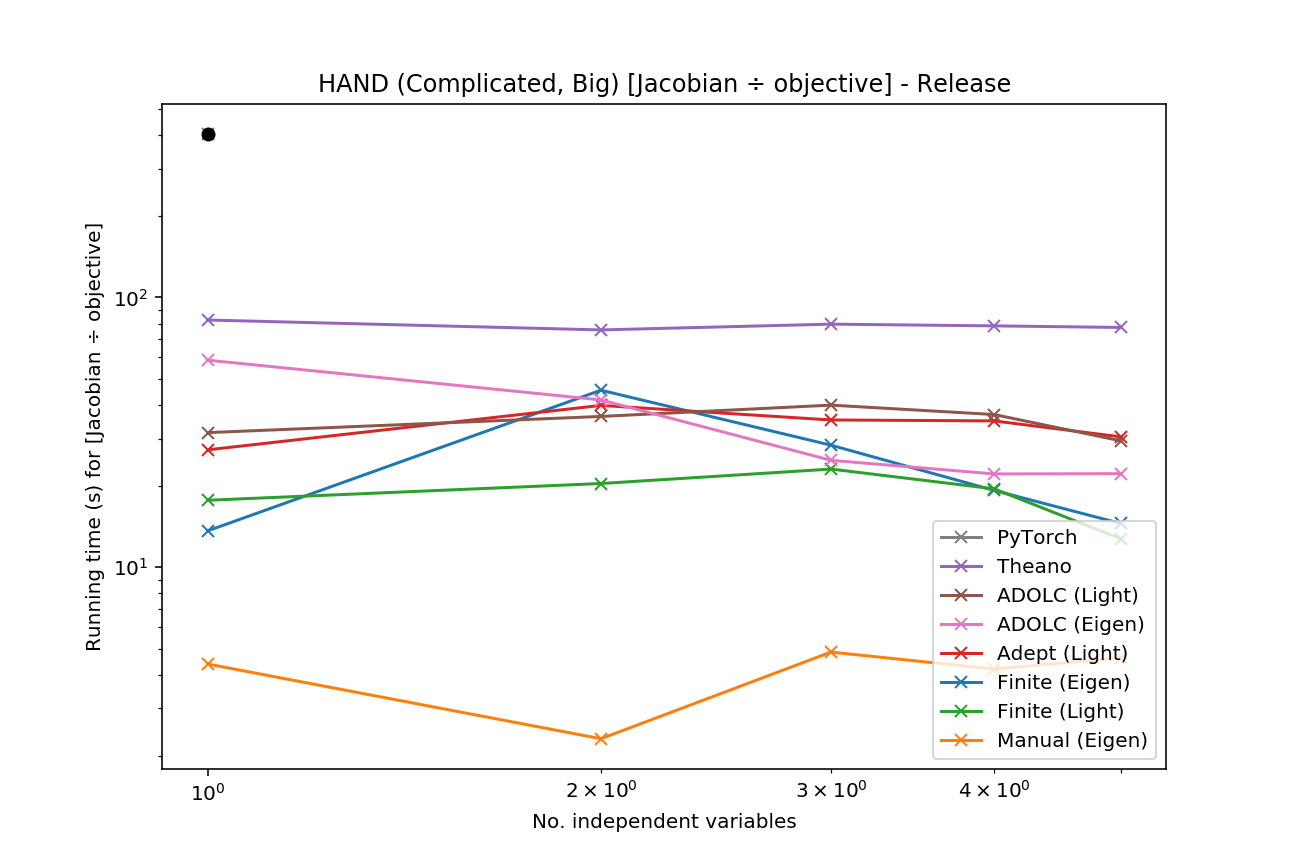 HAND (Complicated, Big) [Jacobian ÷ objective] - Release
Running time (s) for [Jacobian ÷ objective]
10²
10¹
PyTorch
Theano
ADOLC (Light)
ADOLC (Eigen)
Adept (Light)
Finite (Eigen)
Finite (Light)
Manual (Eigen)
10⁰
2 × 10⁰
3 × 10⁰
4 × 10⁰
No. independent variables